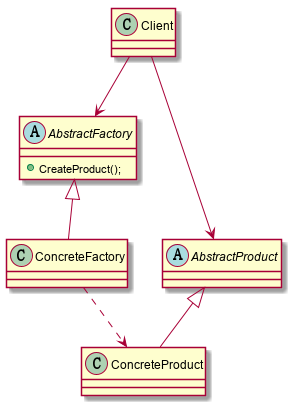 C Client
A AbstractFactory
CreateProduct();
C ConcreteFactory
A AbstractProduct
C ConcreteProduct